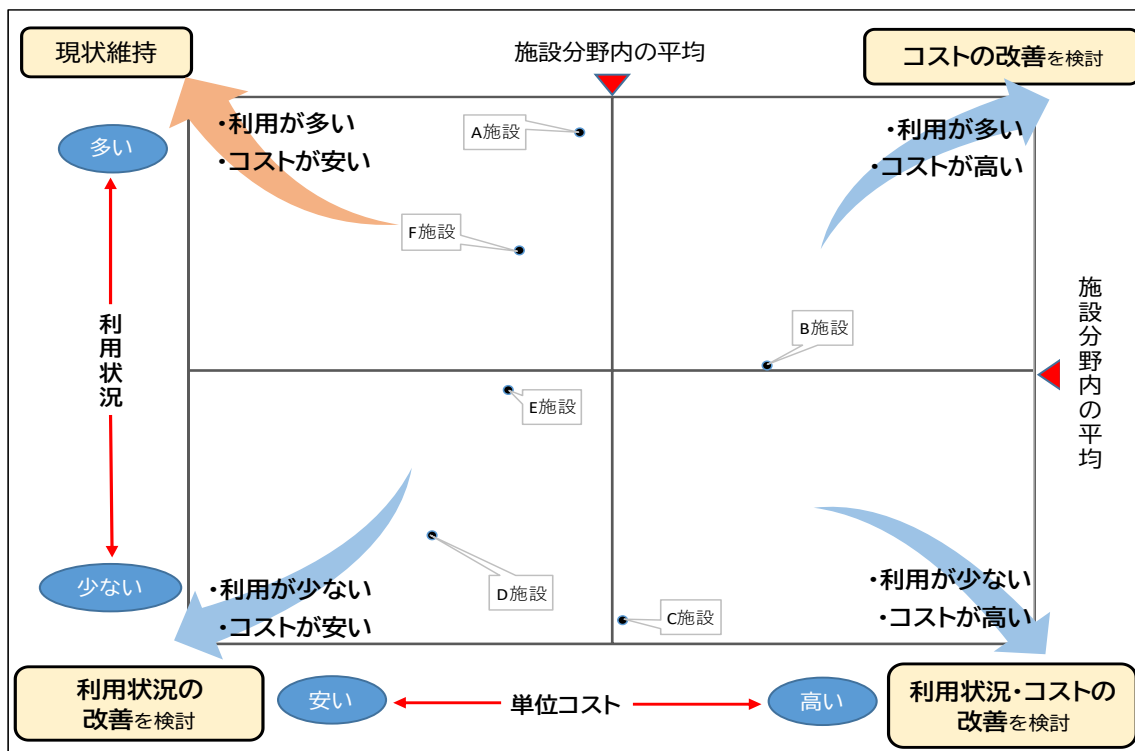 現状維持
施設分野内の平均
コストの改善を検討
多い
・利用が多い
・コストが安い
A施設
・利用が多い
・コストが高い
F施設
利用状況
B施設
施設分野内の平均
E施設
少ない
・利用が少ない
・コストが安い
D施設
C施設
・利用が少ない
・コストが高い
利用状況の
改善を検討
安い
単位コスト
高い
利用状況・コストの
改善を検討